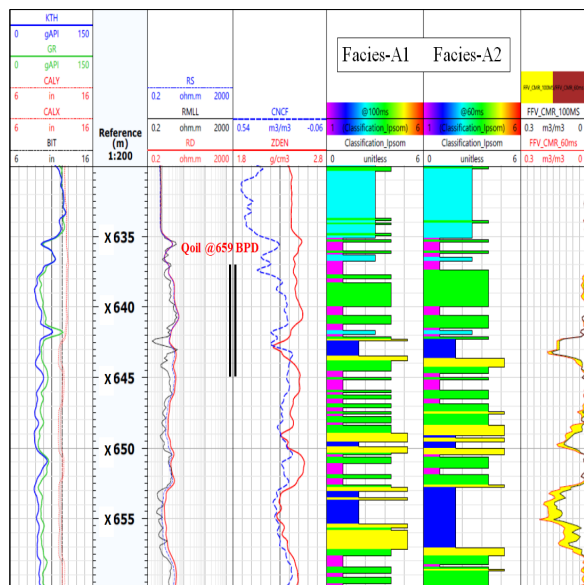 KTH
0 gAPI 150
GR
0 gAPI 150
CALY
6 in 16
CALX
6 in 16
BIT
6 in 16
Reference
(m)
1:200
RS
0.2 ohm.m 2000
RMLL
0.2 ohm.m 2000
RD
0.2 ohm.m 2000
CNCF
0.54 m3/m3 -0.06
ZDEN
1.8 g/cm3 2.8
Facies-A1
@100ms
Classification_Ipsom)
0 6
Classification_Ipsom
0 unitless 6
Facies-A2
@60ms
Classification_Ipsom)
0 6
Classification_Ipsom
0 unitless 6
FFV_CMR_100MS
0.3 m3/m3 0
FFV_CMR_60ms
0.3 m3/m3 0
Qoil @659 BPD
X635
X640
X645
X650
X655